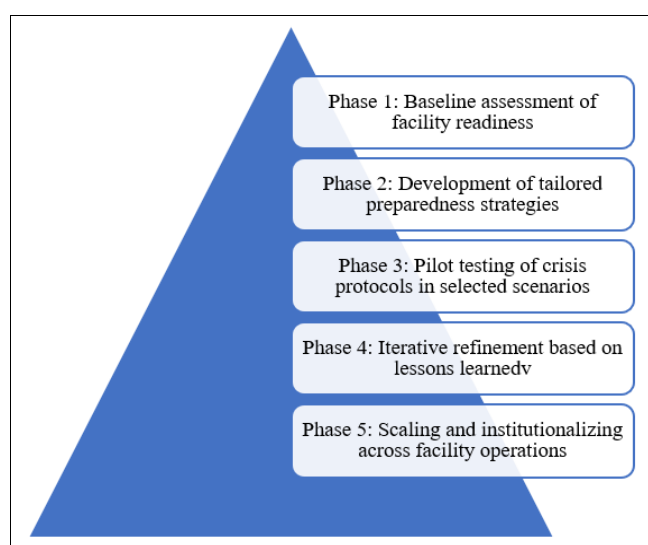 Phase 1: Baseline assessment of
facility readiness
Phase 2: Development of tailored
preparedness strategies
Phase 3: Pilot testing of crisis
protocols in selected scenarios
Phase 4: Iterative refinement based on
lessons learnedv
Phase 5: Scaling and institutionalizing
across facility operations